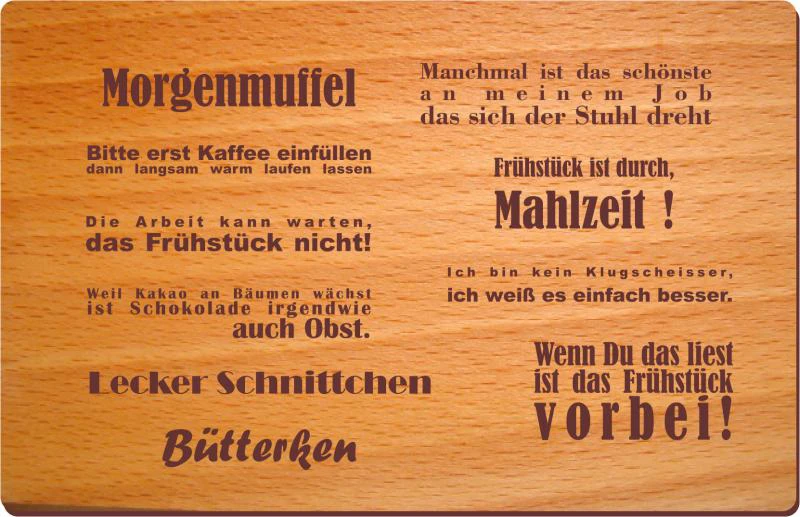 Morgenmuffel
Bitte erst Kaffee einfüllen
dann langsam warm laufen lassen
Die Arbeit kann warten,
das Frühstück nicht!
Weil Kakao an Bäumen wächst
ist Schokolade irgendwie
auch Obst.
Lecker Schnittchen
Bütterken
Manchmal ist das schönste
an meinem Job
das sich der Stuhl dreht
Frühstück ist durch,
Mahlzeit !
Ich bin kein Klugscheisser,
ich weiß es einfach besser.
Wenn Du das liest
ist das Frühstück
vorbei!